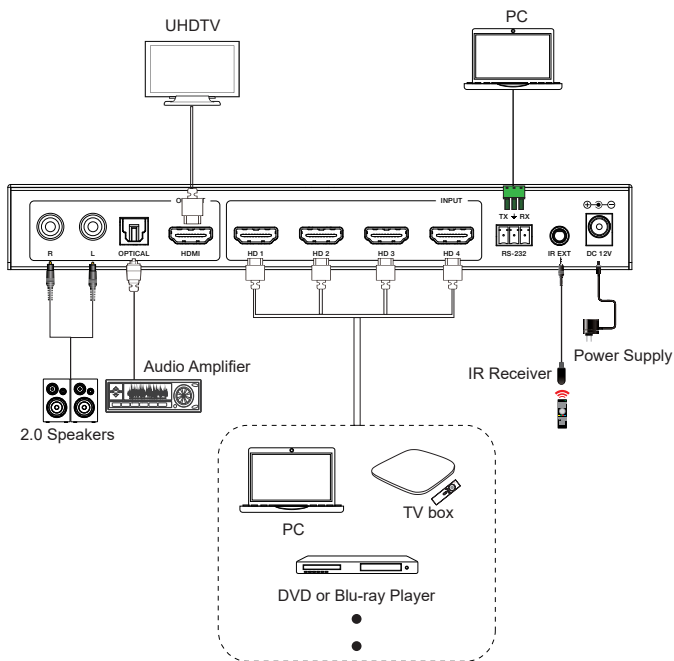 UHDTV
PC
INPUT
TX RX
R
L
OPTICAL
HDMI
HD 1
HD 2
HD 3
HD 4
RS-232
IR EXT
DC 12V
Audio Amplifier
IR Receiver
Power Supply
2.0 Speakers
PC
TV box
DVD or Blu-ray Player